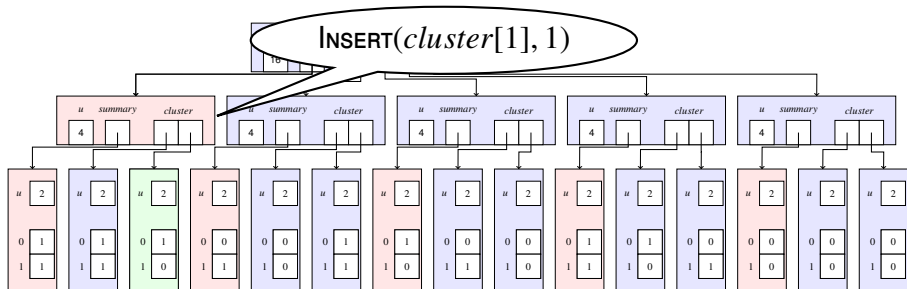 INSERT(cluster[1], 1)
16
u summary cluster u summary cluster u summary cluster u summary cluster u summary cluster
4 4 4 4 4
u 2 u 2 u 2 u 2 u 2 u 2 u 2 u 2 u 2 u 2 u 2 u 2 u 2 u 2 u 2
0 1 0 1 0 1 0 1 0 0 0 1 0 1 0 1 0 0 0 0 0 1 0 0 0 0 0 0 0 0
1 1 1 1 1 0 1 1 1 0 1 1 1 0 1 0 1 0 1 1 1 0 1 1 1 0 1 0 1 0